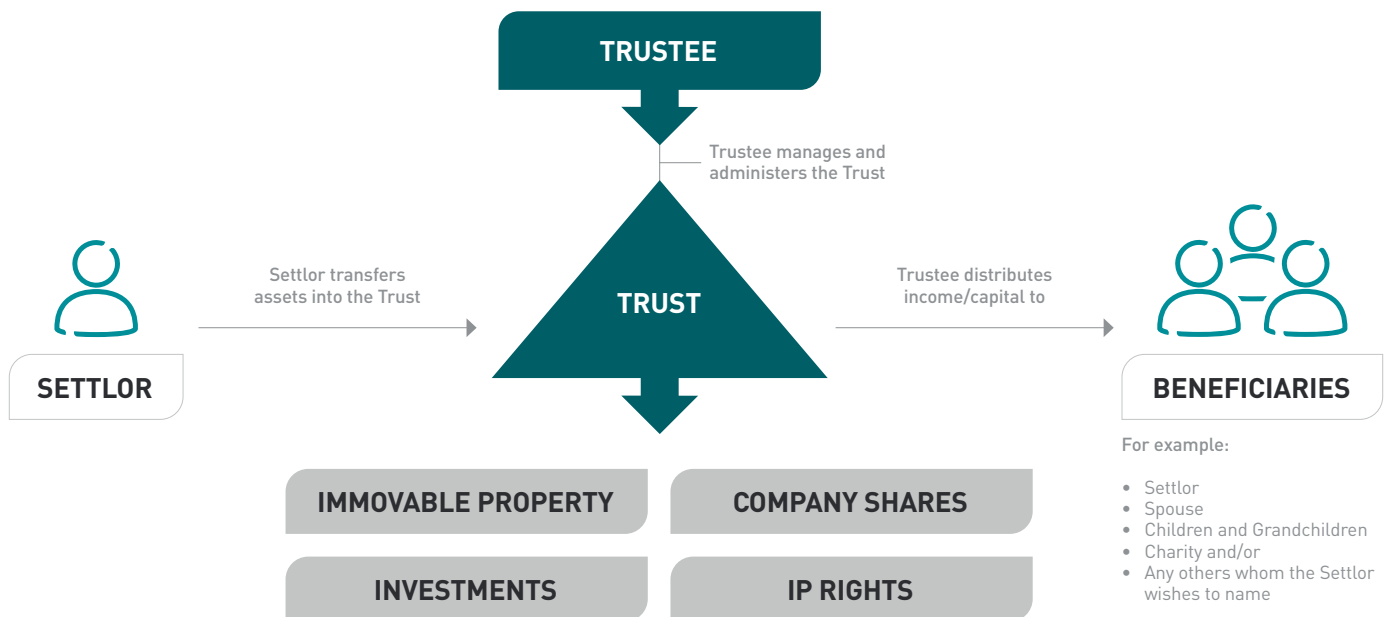 TRUSTEE
Trustee manages and
administers the Trust
Settlor transfers
assets into the Trust
TRUST
Trustee distributes
income/capital to
SETTLOR
BENEFICIARIES
For example:
• Settlor
• Spouse
• Children and Grandchildren
• Charity and/or
• Any others whom the Settlor
wishes to name
IMMOVABLE PROPERTY
COMPANY SHARES
INVESTMENTS
IP RIGHTS